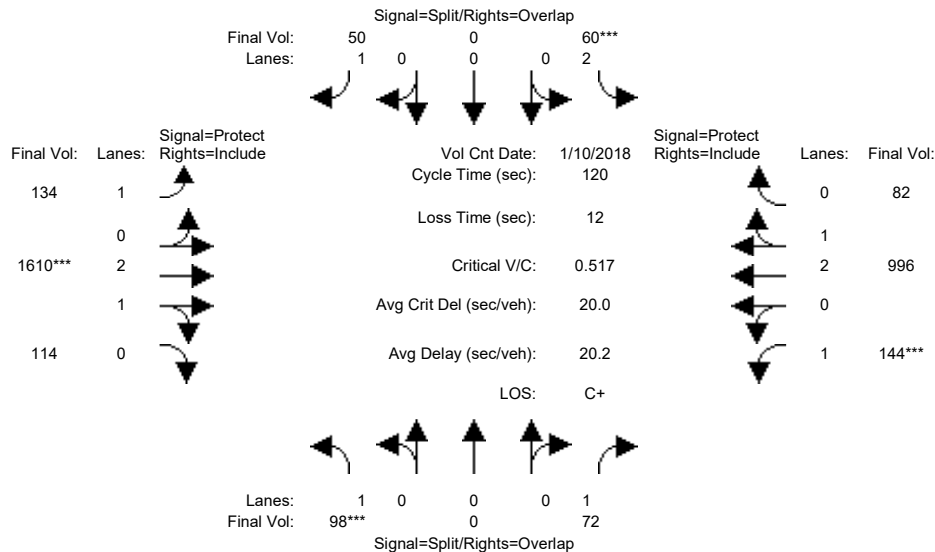 Signal=Split/Rights=Overlap
Final Vol: 50 0 60***
Lanes: 1 0 0 0 2
Signal=Protect Signal=Protect
Final Vol: Lanes: Rights=Include Vol Cnt Date: 1/10/2018 Rights=Include Lanes: Final Vol:
Cycle Time (sec): 120
134 1 0 82
Loss Time (sec): 12
0 1
1610*** 2 Critical V/C: 0.517 2 996
1 Avg Crit Del (sec/veh): 20.0 0
114 0 Avg Delay (sec/veh): 20.2 1 144***
LOS: C+
Lanes: 1 0 0 0 1
Final Vol: 98*** 0 72
Signal=Split/Rights=Overlap